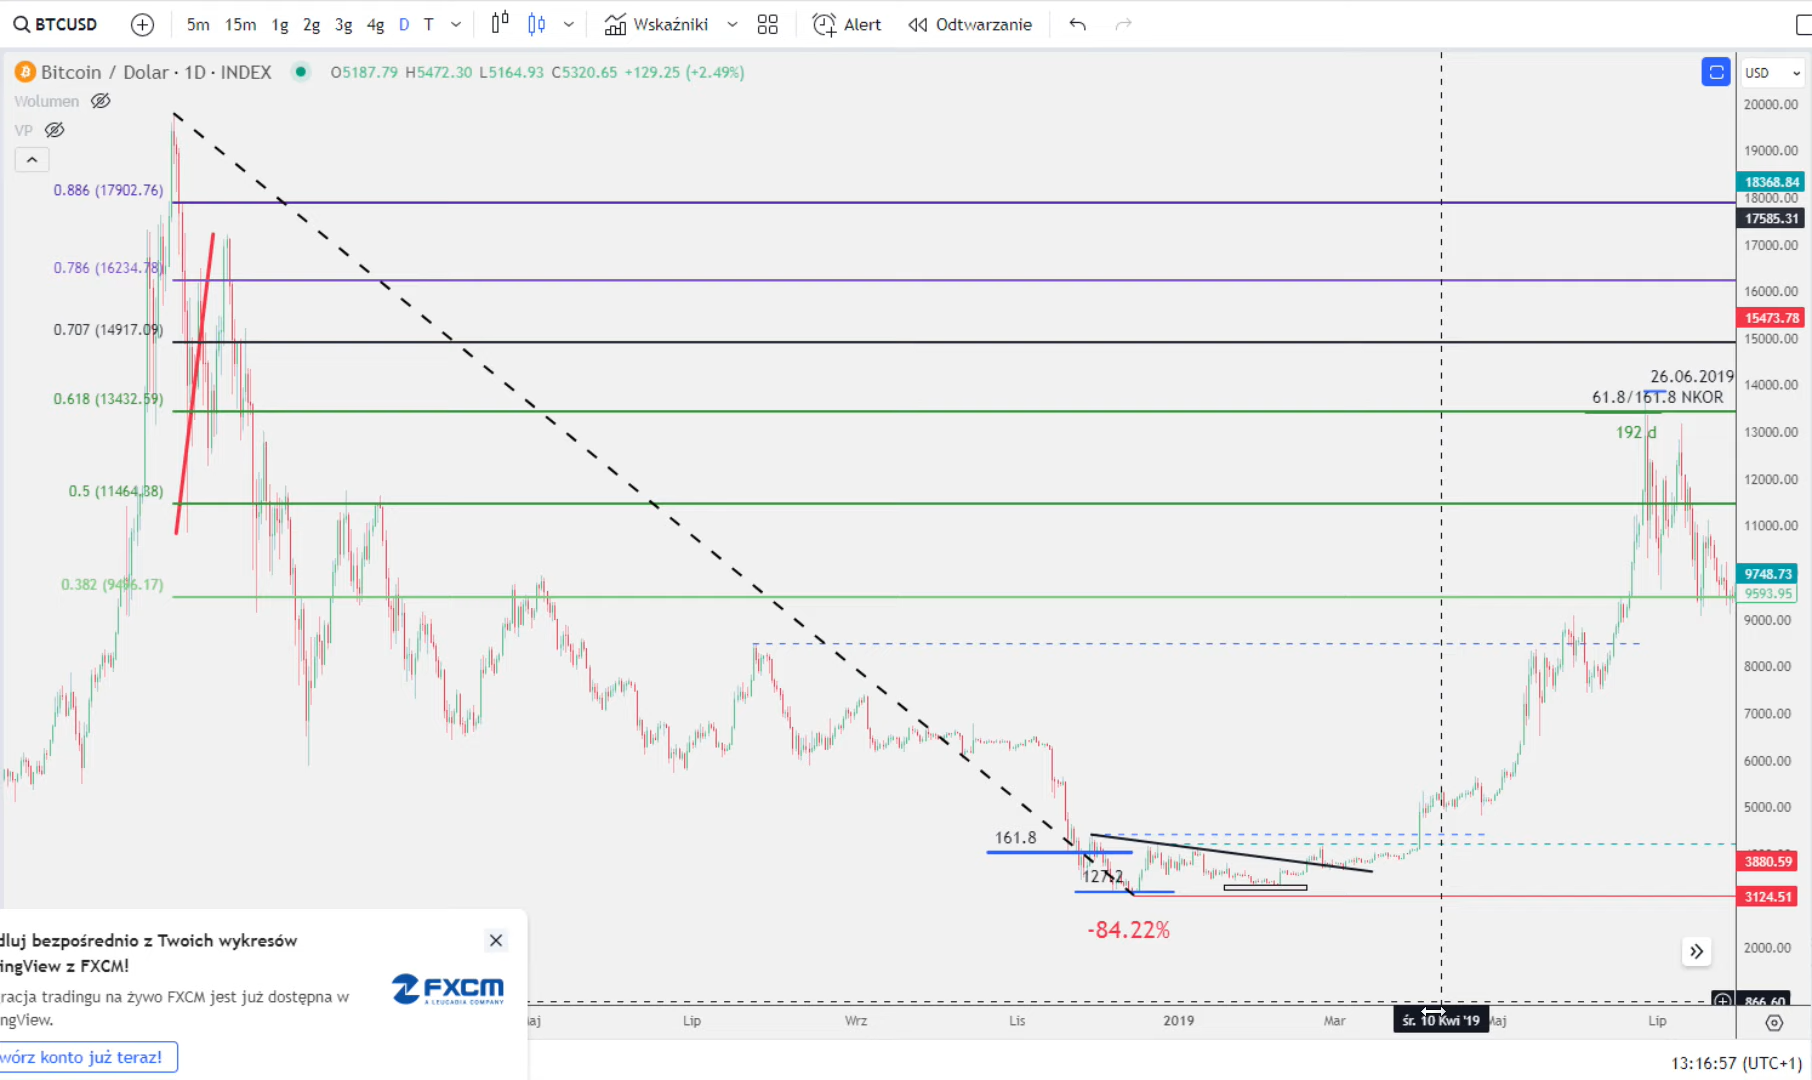 BTCUSD
5m 15m 1g 2g 3g 4g D T Wskaźniki Alert Odtwarzanie
Bitcoin / Dolar · 1D · INDEX O5187.79 H5472.30 L5164.93 C5320.65 +129.25 (+2.49%)
USD
Wolumen
VP
20000.00
19000.00
18368.84
18000.00
17585.31
17000.00
16000.00
15473.78
15000.00
14000.00
13000.00
12000.00
11000.00
9748.73
9593.95
9000.00
8000.00
7000.00
6000.00
5000.00
3880.59
3124.51
2000.00
866.60
0.886 (17902.76)
0.786 (16234.78)
0.707 (14917.09)
0.618 (13432.59)
0.5 (11464.38)
26.06.2019
61.8/161.8 NKOR
192 d
161.8
127.2
-84.22%
dluj bezpośrednio z Twoich wykresów
ingView z FXCM!
FXCM
A LEUCADIA COMPANY
racja tradingu na żywo FXCM jest już dostępna w
ngView.
wórz konto już teraz!
aj Lip Wrz Lis 2019 Mar śr. 10 Kwi '19 Maj Lip
13:16:57 (UTC+1)